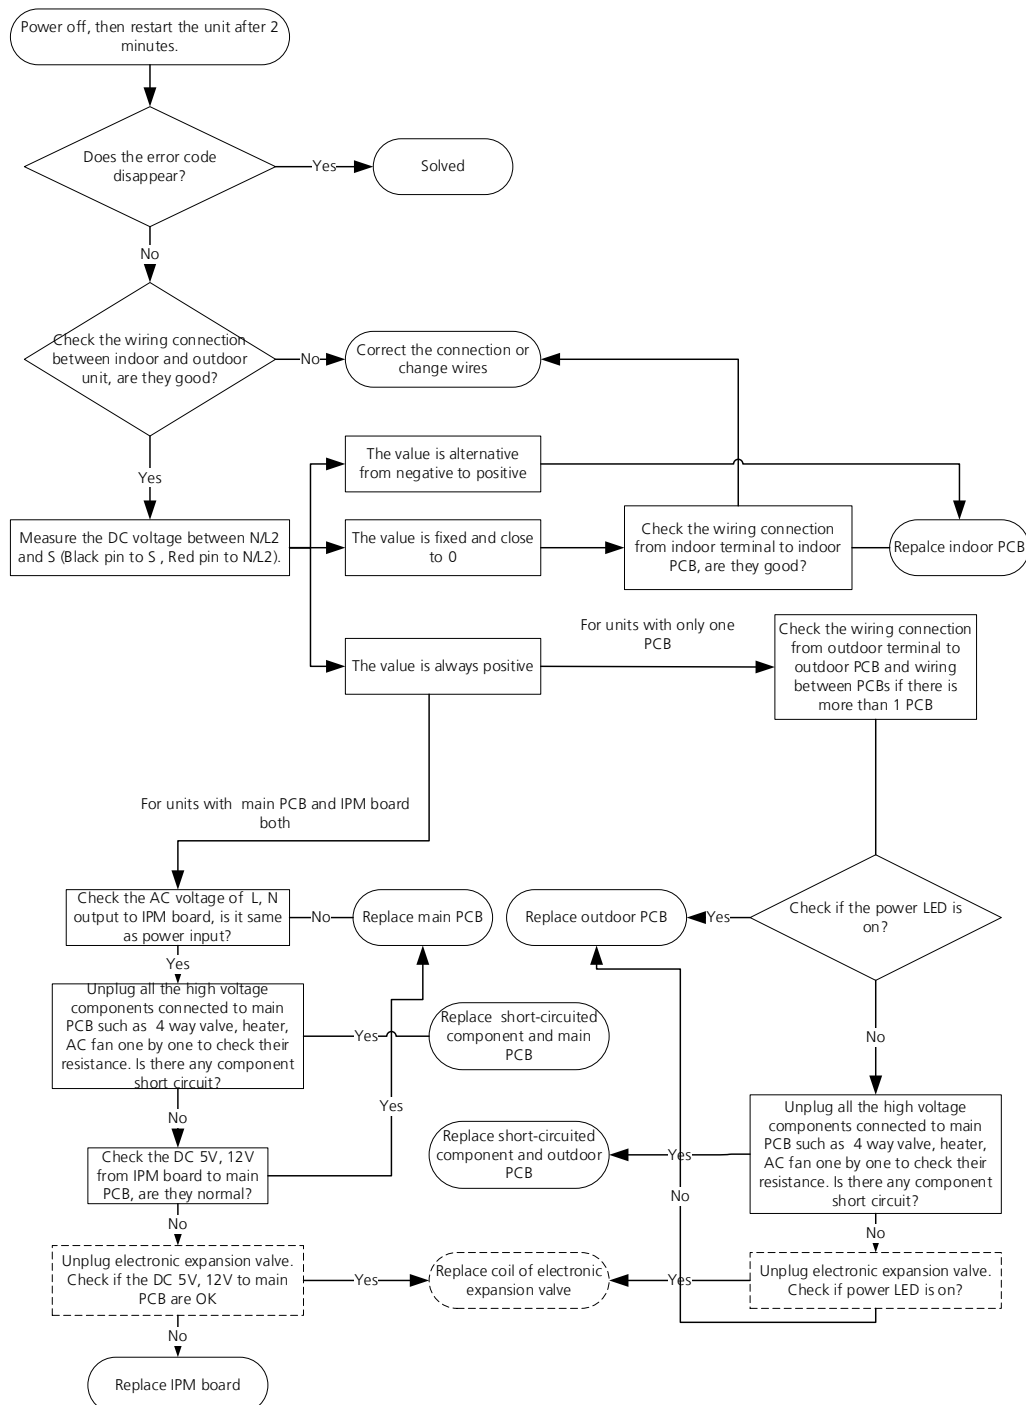 Power off, then restart the unit after 2
minutes.
Does the error code
disappear?
Yes
Solved
No
Check the wiring connection
between indoor and outdoor
unit, are they good?
No
Correct the connection or
change wires
Yes
The value is alternative
from negative to positive
Measure the DC voltage between N/L2
and S (Black pin to S , Red pin to N/L2).
The value is fixed and close
to 0
Check the wiring connection
from indoor terminal to indoor
PCB, are they good?
Repalce indoor PCB
The value is always positive
For units with only one
PCB
Check the wiring connection
from outdoor terminal to
outdoor PCB and wiring
between PCBs if there is
more than 1 PCB
For units with  main PCB and IPM board
both
Check the AC voltage of  L, N
output to IPM board, is it same
as power input?
No
Replace main PCB
Replace outdoor PCB
Yes
Check if the power LED is
on?
Yes
Unplug all the high voltage
components connected to main
PCB such as  4 way valve, heater,
AC fan one by one to check their
resistance. Is there any component
short circuit?
Yes
Replace  short-circuited
component and main
PCB
No
Yes
No
Check the DC 5V, 12V
from IPM board to main
PCB, are they normal?
Replace short-circuited
component and outdoor
PCB
Yes
No
Unplug all the high voltage
components connected to main
PCB such as  4 way valve, heater,
AC fan one by one to check their
resistance. Is there any component
short circuit?
No
No
Unplug electronic expansion valve.
Check if the DC 5V, 12V to main
PCB are OK
Yes
Replace coil of electronic
expansion valve
Yes
Unplug electronic expansion valve.
Check if power LED is on?
No
Replace IPM board